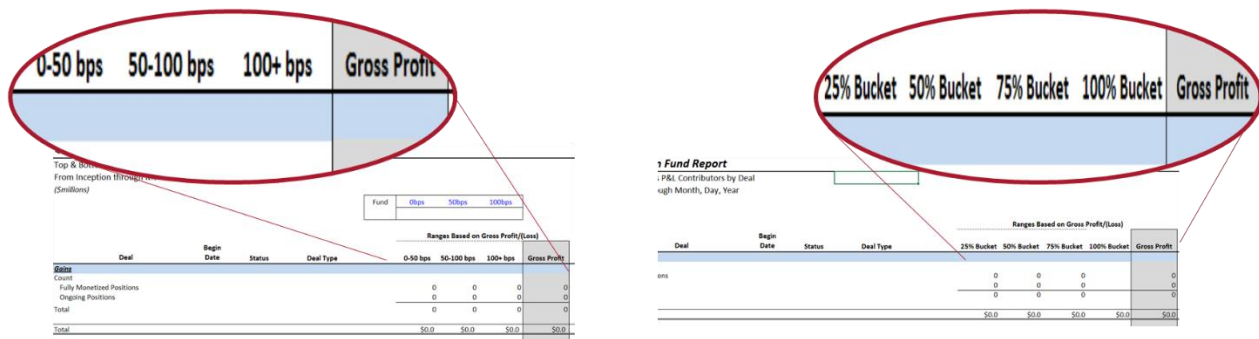 0-50 bps 50-100 bps 100+ bps Gross Profit
Top &
From Inception through
($millions)
Fund 0bps 50bps 100bps
Ranges Based on Gross Profit/(Loss)
Deal Begin Date Status Deal Type 0-50 bps 50-100 bps 100+ bps Gross Profit
Gains
Count
Fully Monetized Positions 0 0 0 0
Ongoing Positions 0 0 0 0
Total 0 0 0 0
Total $0.0 $0.0 $0.0 $0.0
25% Bucket 50% Bucket 75% Bucket 100% Bucket Gross Profit
Fund Report
P&L Contributors by Deal
ough Month, Day, Year
Ranges Based on Gross Profit/(Loss)
Deal Begin Date Status Deal Type 25% Bucket 50% Bucket 75% Bucket 100% Bucket Gross Profit
ons 0 0 0 0
0 0 0 0
0 0 0 0
$0.0 $0.0 $0.0 $0.0